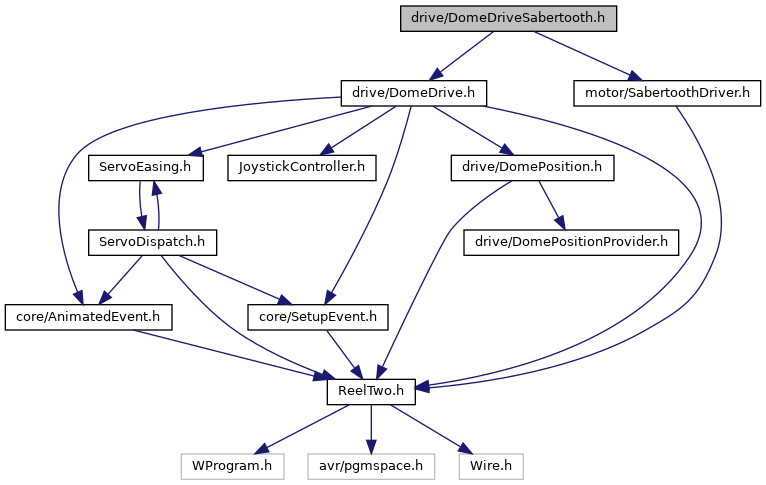 drive/DomeDriveSabertooth.h
drive/DomeDrive.h
motor/SabertoothDriver.h
ServoEasing.h
JoystickController.h
drive/DomePosition.h
ServoDispatch.h
drive/DomePositionProvider.h
core/AnimatedEvent.h
core/SetupEvent.h
ReelTwo.h
WProgram.h
avr/pgmspace.h
Wire.h